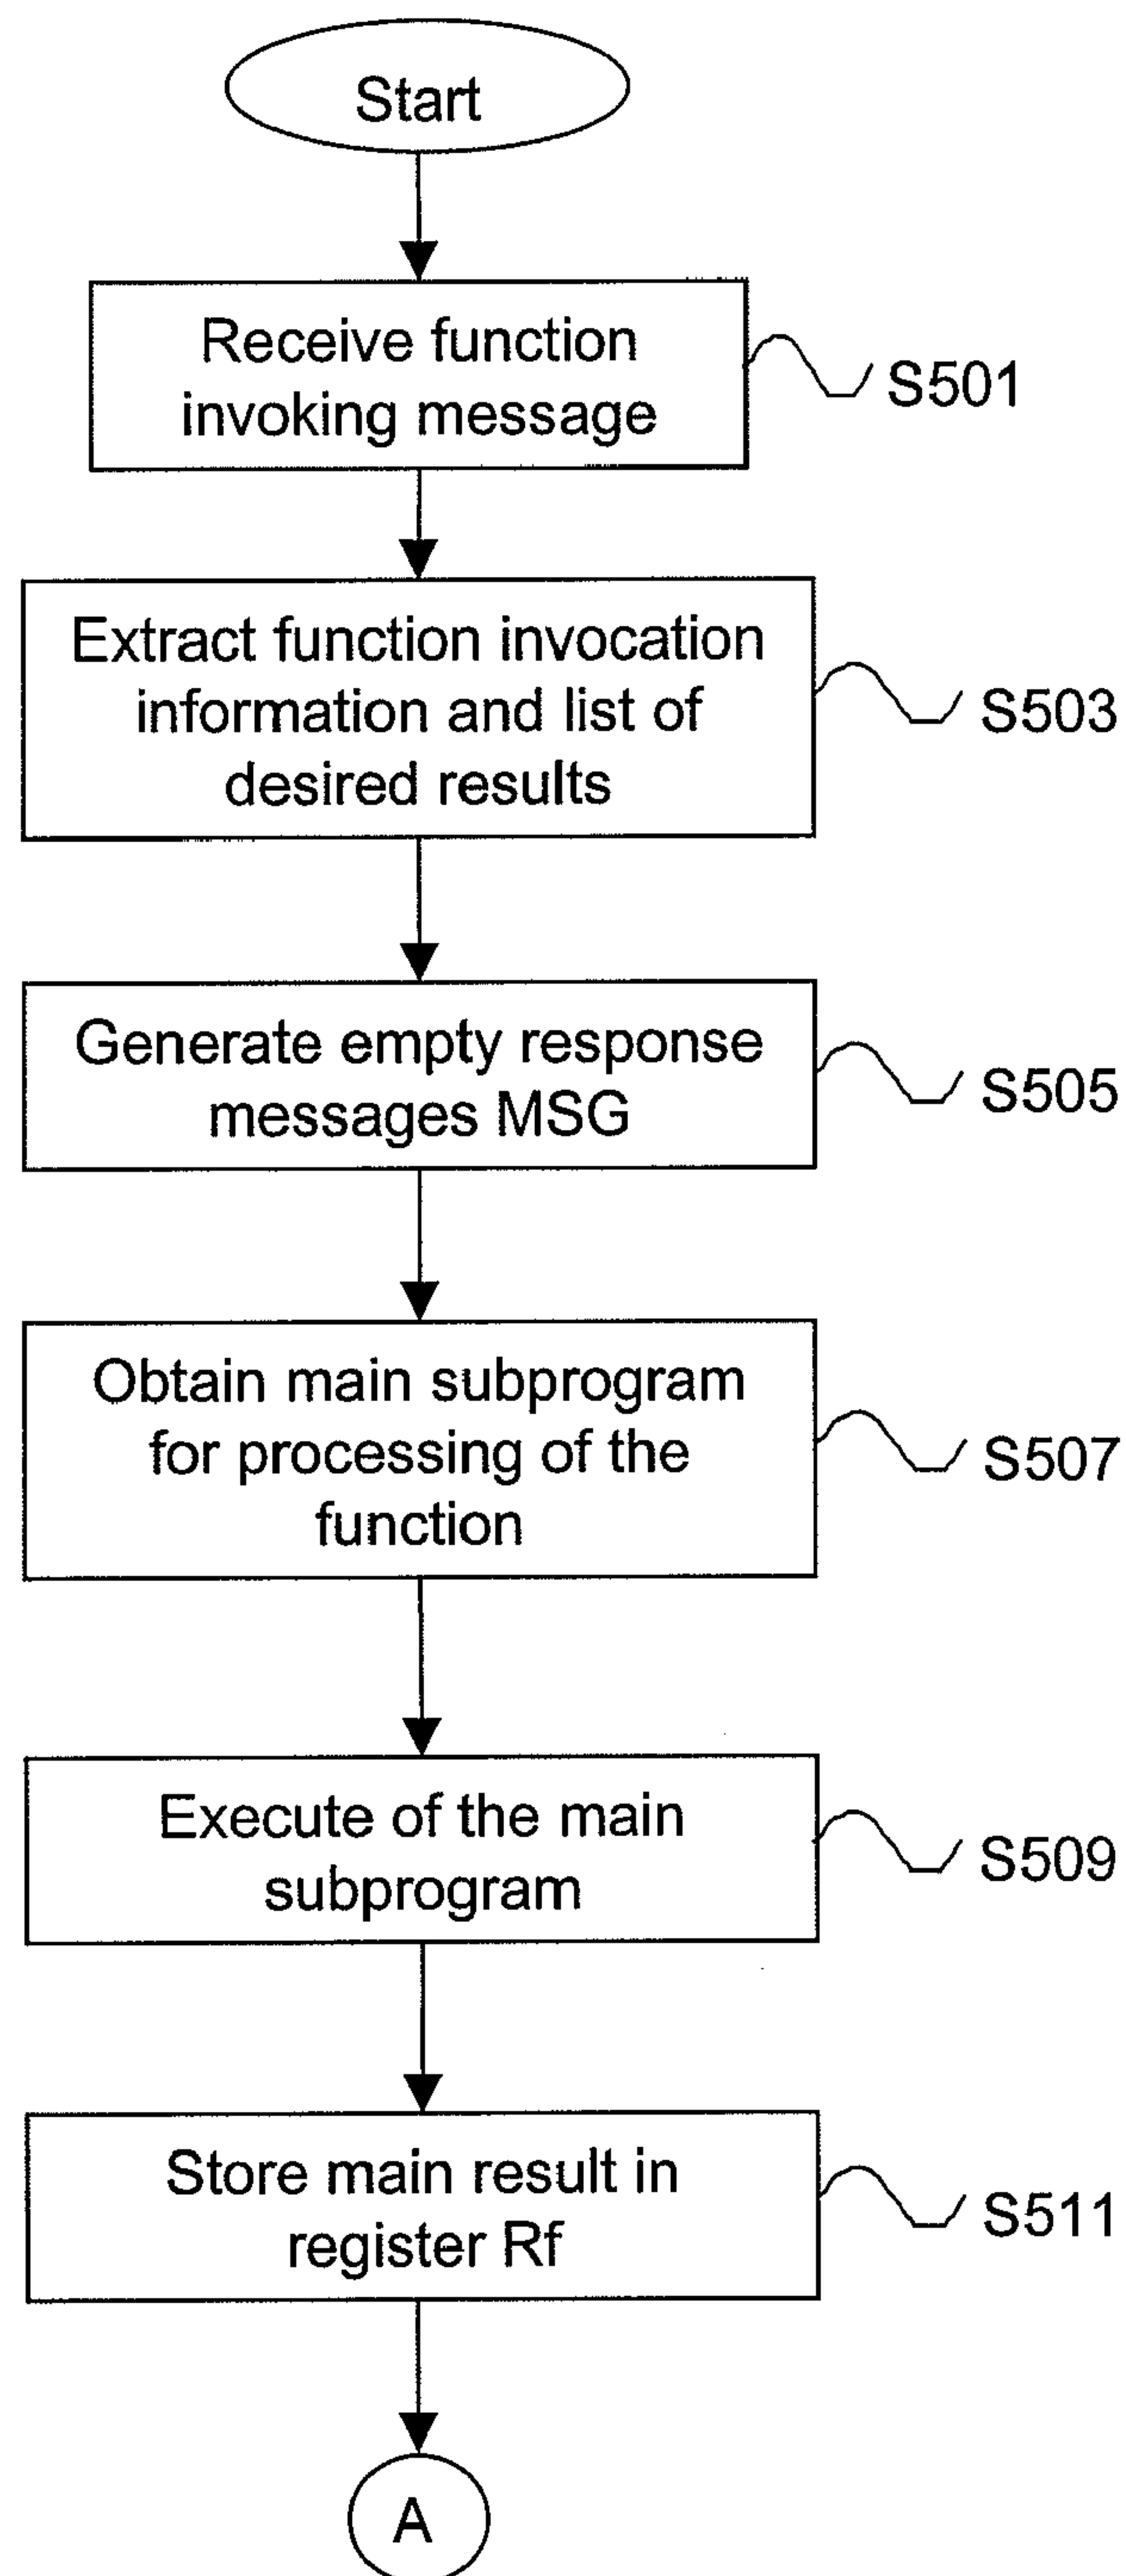 Start
Receive function
invoking message
S501
Extract function invocation
information and list of
desired results
S503
Generate empty response
messages MSG
S505
Obtain main subprogram
for processing of the
function
S507
Execute of the main
subprogram
S509
Store main result in
register Rf
S511
A